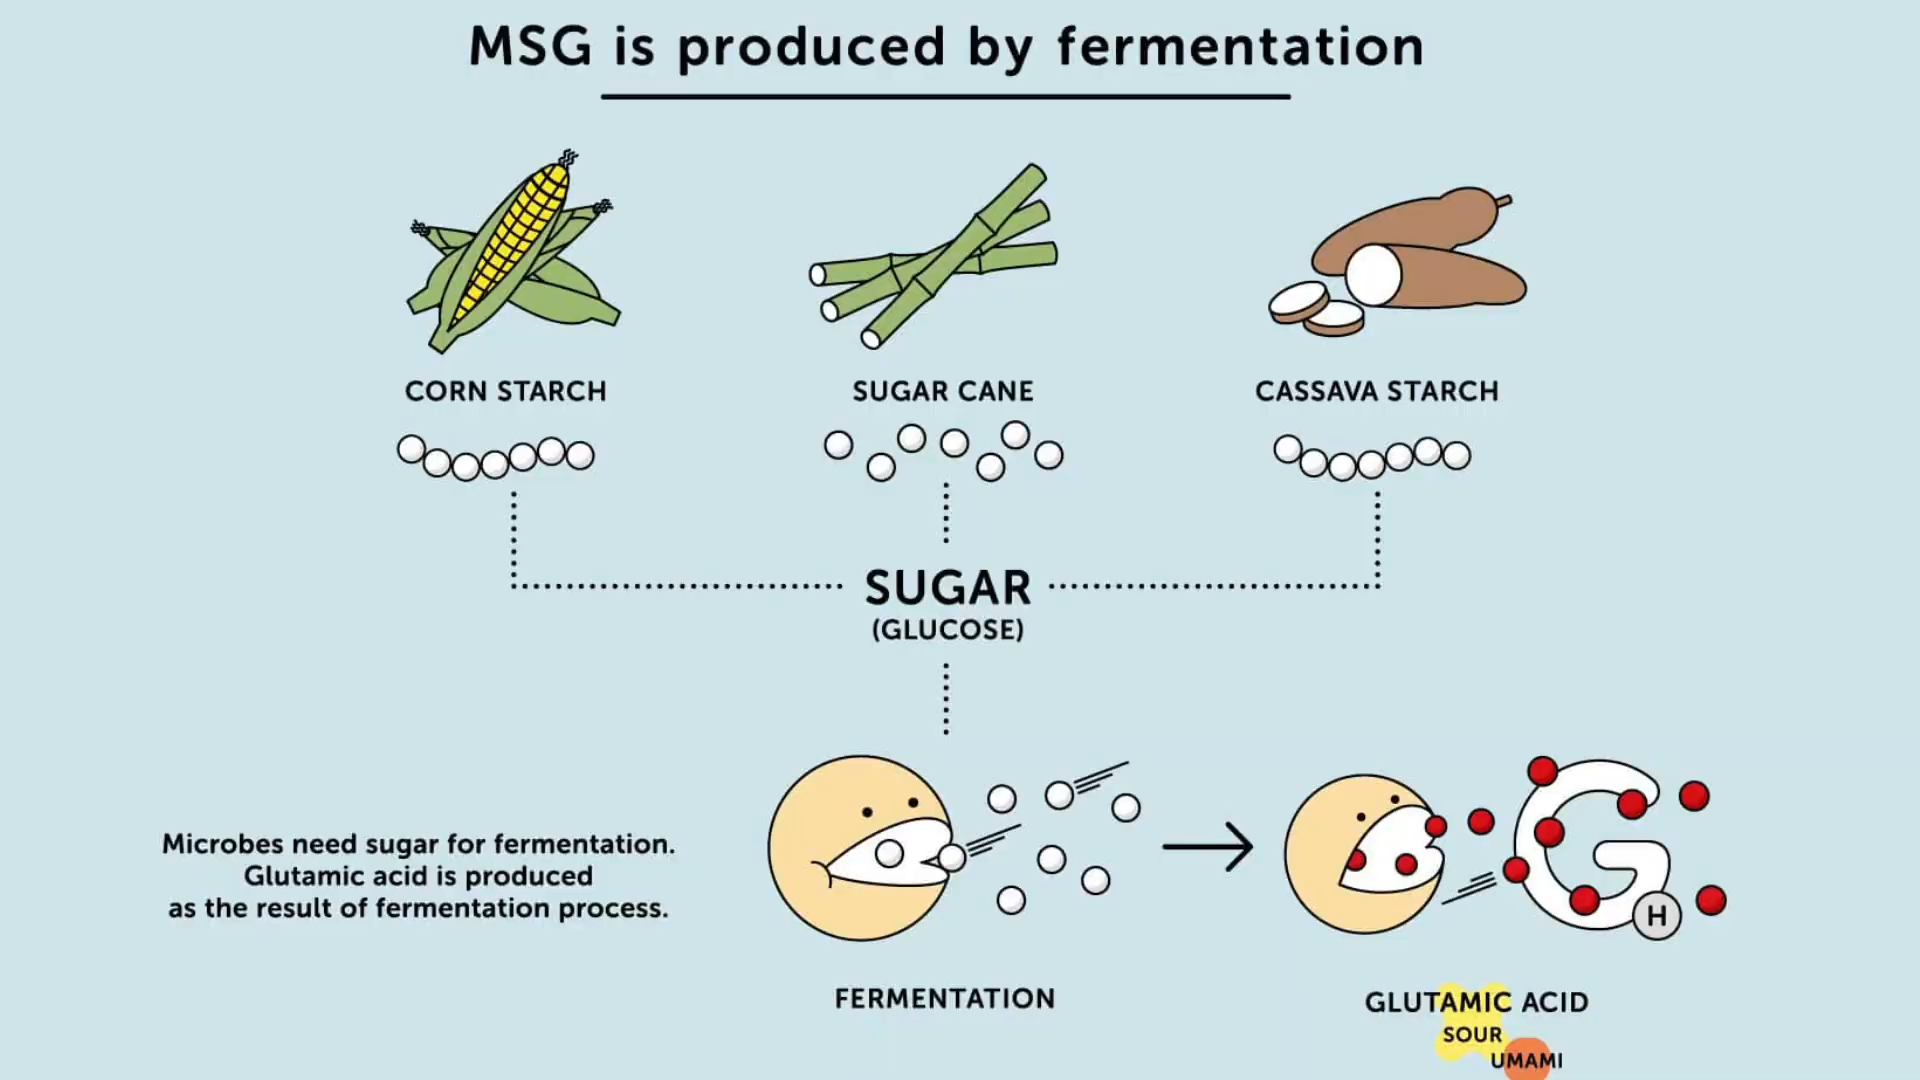 MSG is produced by fermentation
CORN STARCH
SUGAR CANE
CASSAVA STARCH
SUGAR
(GLUCOSE)
Microbes need sugar for fermentation.
Glutamic acid is produced
as the result of fermentation process.
H
FERMENTATION
GLUTAMIC ACID
SOUR
UMAMI